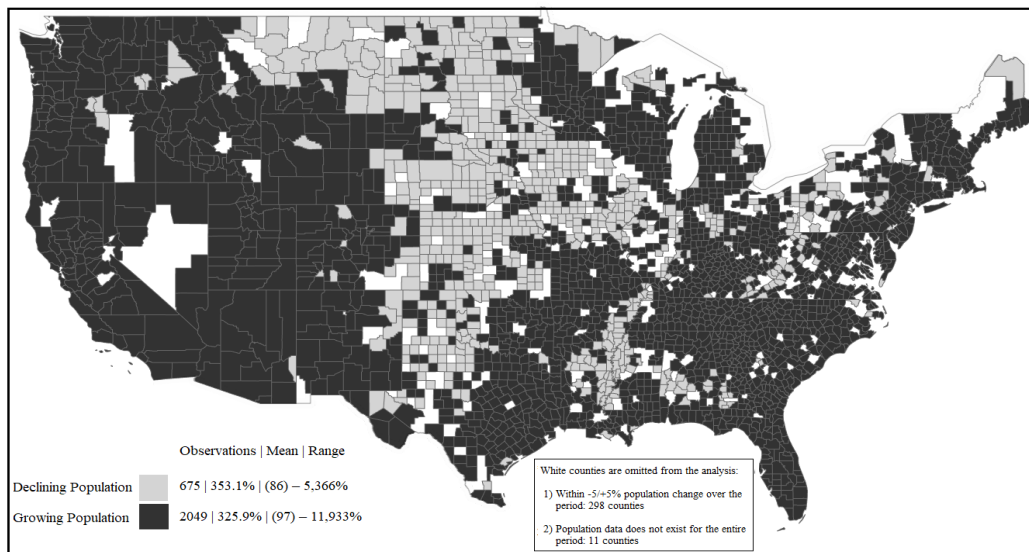 Observations | Mean | Range
Declining Population 675 | 353.1% | (86) – 5,366%
Growing Population 2049 | 325.9% | (97) – 11,933%
White counties are omitted from the analysis:
1) Within -5/+5% population change over the
period: 298 counties
2) Population data does not exist for the entire
period: 11 counties